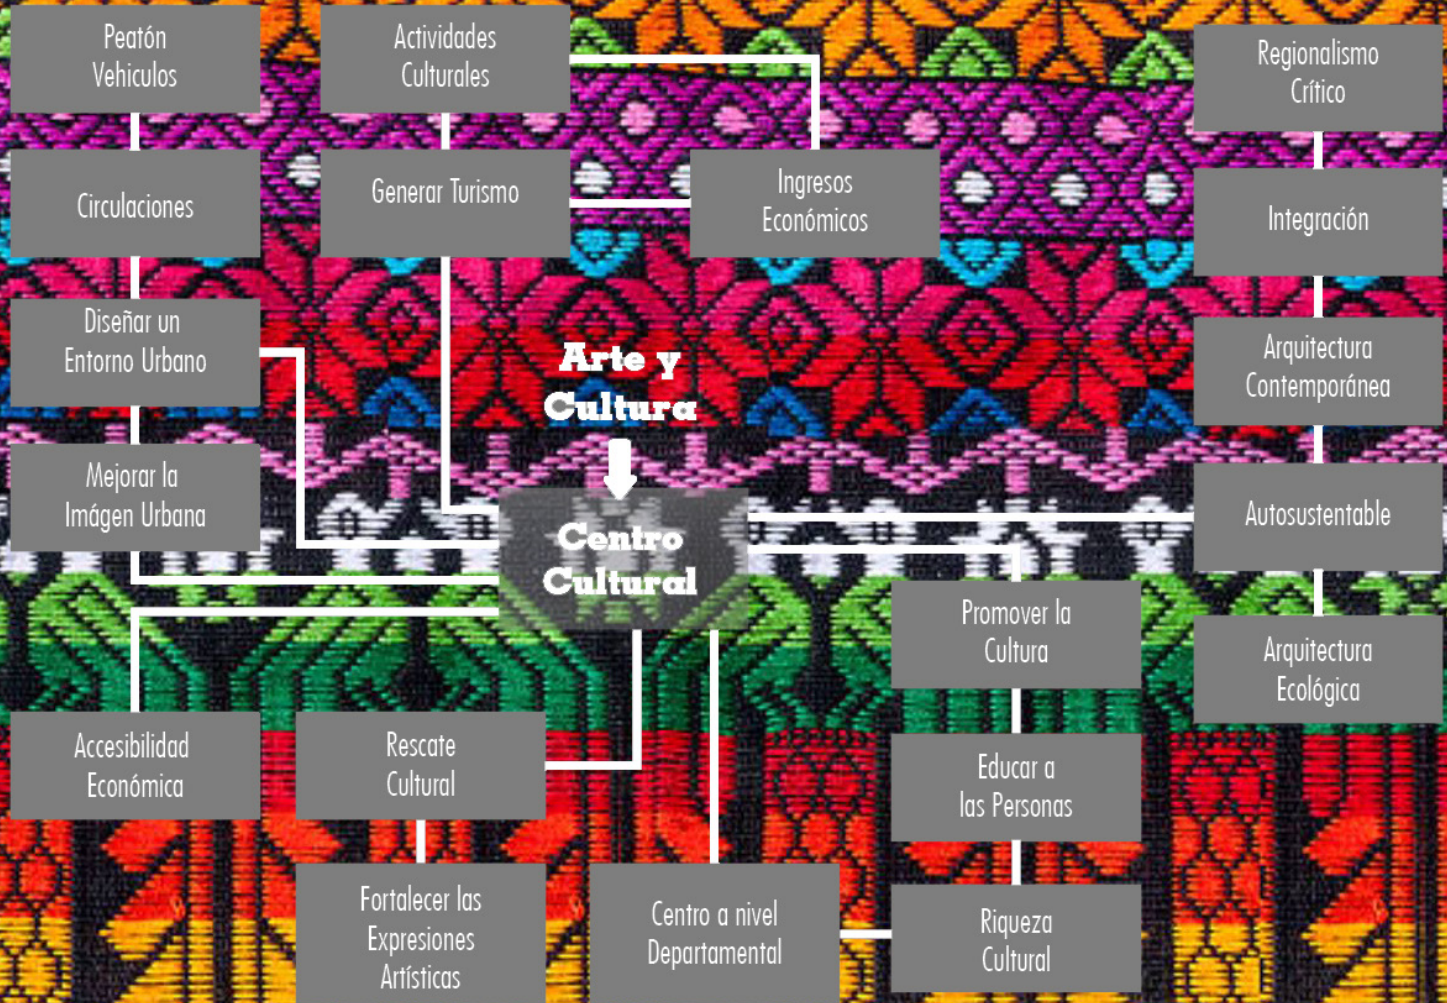 Peatón
Vehiculos
Actividades
Culturales
Regionalismo
Crítico
Circulaciones
Generar Turismo
Ingresos
Económicos
Integración
Diseñar un
Entorno Urbano
Arte y
Cultura
Arquitectura
Contemporánea
Mejorar la
Imágen Urbana
Centro
Cultural
Autosustentable
Promover la
Cultura
Arquitectura
Ecológica
Accesibilidad
Económica
Rescate
Cultural
Educar a
las Personas
Fortalecer las
Expresiones
Artísticas
Centro a nivel
Departamental
Riqueza
Cultural